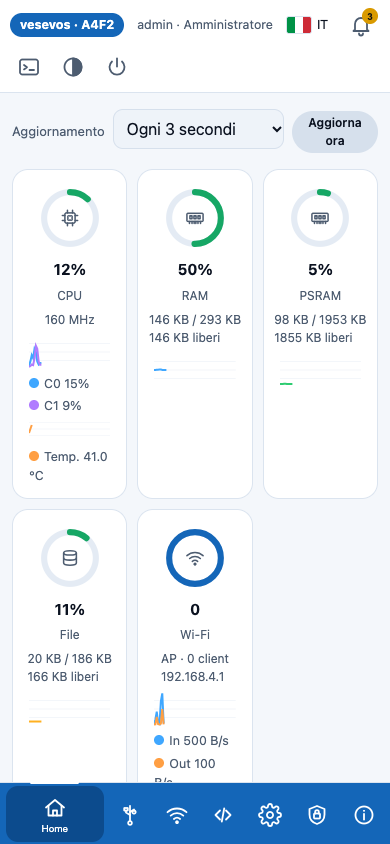 vesevos · A4F2
admin · Amministratore
IT
3
Aggiornamento
Ogni 3 secondi
Aggiorna
ora
12%
CPU
160 MHz
C0 15%
C1 9%
Temp. 41.0
°C
50%
RAM
146 KB / 293 KB
146 KB liberi
5%
PSRAM
98 KB / 1953 KB
1855 KB liberi
11%
File
20 KB / 186 KB
166 KB liberi
0
Wi-Fi
AP · 0 client
192.168.4.1
In 500 B/s
Out 100
B/s
Home